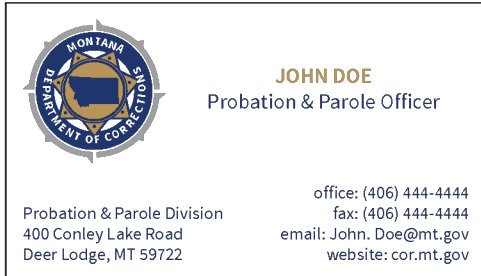 MONTANA
DEPARTMENT OF CORRECTIONS
JOHN DOE
Probation & Parole Officer
office: (406) 444-4444
Probation & Parole Division
fax: (406) 444-4444
400 Conley Lake Road
email: John. Doe@mt.gov
Deer Lodge, MT 59722
website: cor.mt.gov